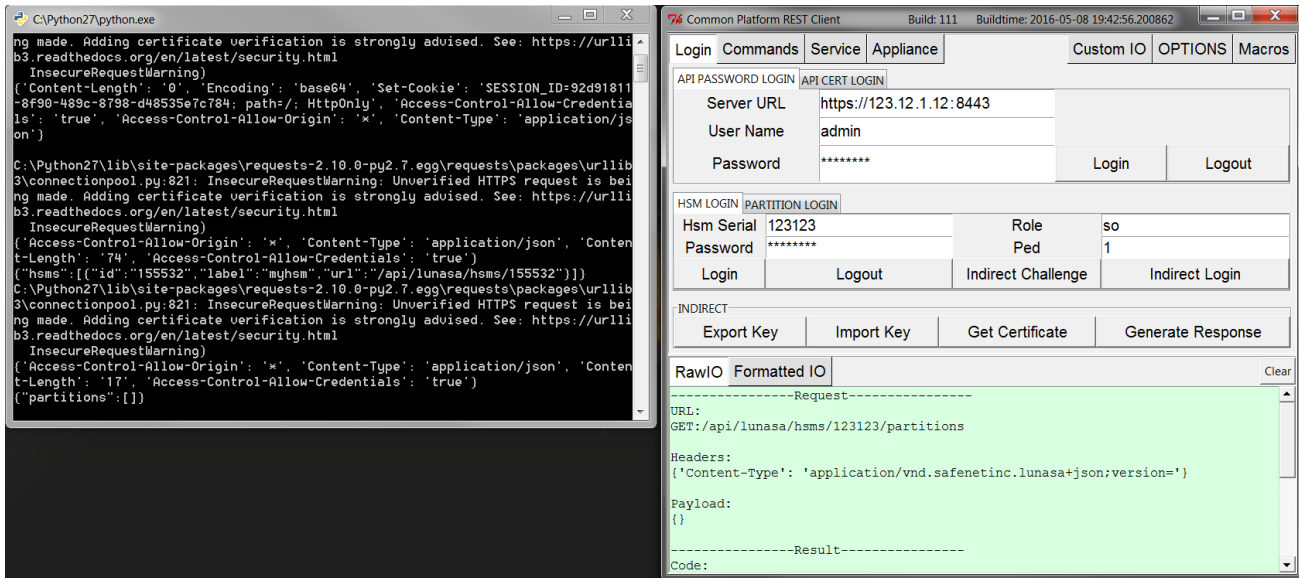 C:\Python27\python.exe
ng made. Adding certificate verification is strongly advised. See: https://urlli
b3.readthedocs.org/en/latest/security.html
  InsecureRequestWarning)
{'Content-Length': '0', 'Encoding': 'base64', 'Set-Cookie': 'SESSION_ID=92d91811
-8f90-489c-8798-d48535e7c784; path=/; HttpOnly', 'Access-Control-Allow-Credentia
ls': 'true', 'Access-Control-Allow-Origin': '*', 'Content-Type': 'application/js
on'}
C:\Python27\lib\site-packages\requests-2.10.0-py2.7.egg\requests\packages\urllib
3\connectionpool.py:821: InsecureRequestWarning: Unverified HTTPS request is bei
ng made. Adding certificate verification is strongly advised. See: https://urlli
b3.readthedocs.org/en/latest/security.html
  InsecureRequestWarning)
{'Access-Control-Allow-Origin': '*', 'Content-Type': 'application/json', 'Conten
t-Length': '74', 'Access-Control-Allow-Credentials': 'true'}
{"hsms":[{"id":"155532","label":"myhsm","url":"/api/lunasa/hsms/155532"}]}
C:\Python27\lib\site-packages\requests-2.10.0-py2.7.egg\requests\packages\urllib
3\connectionpool.py:821: InsecureRequestWarning: Unverified HTTPS request is bei
ng made. Adding certificate verification is strongly advised. See: https://urlli
b3.readthedocs.org/en/latest/security.html
  InsecureRequestWarning)
{'Access-Control-Allow-Origin': '*', 'Content-Type': 'application/json', 'Conten
t-Length': '17', 'Access-Control-Allow-Credentials': 'true'}
{"partitions":[]}
Common Platform REST Client Build: 111 Buildtime: 2016-05-08 19:42:56.200862
Login Commands Service Appliance Custom IO OPTIONS Macros
API PASSWORD LOGIN API CERT LOGIN
Server URL https://123.12.1.12:8443
User Name admin
Password ******** Login Logout
HSM LOGIN PARTITION LOGIN
Hsm Serial 123123 Role so
Password ******** Ped 1
Login Logout Indirect Challenge Indirect Login
INDIRECT
Export Key Import Key Get Certificate Generate Response
RawIO Formatted IO Clear
----------------Request----------------
URL:
GET:/api/lunasa/hsms/123123/partitions
Headers:
{'Content-Type': 'application/vnd.safenetinc.lunasa+json;version='}
Payload:
{}
----------------Result----------------
Code: